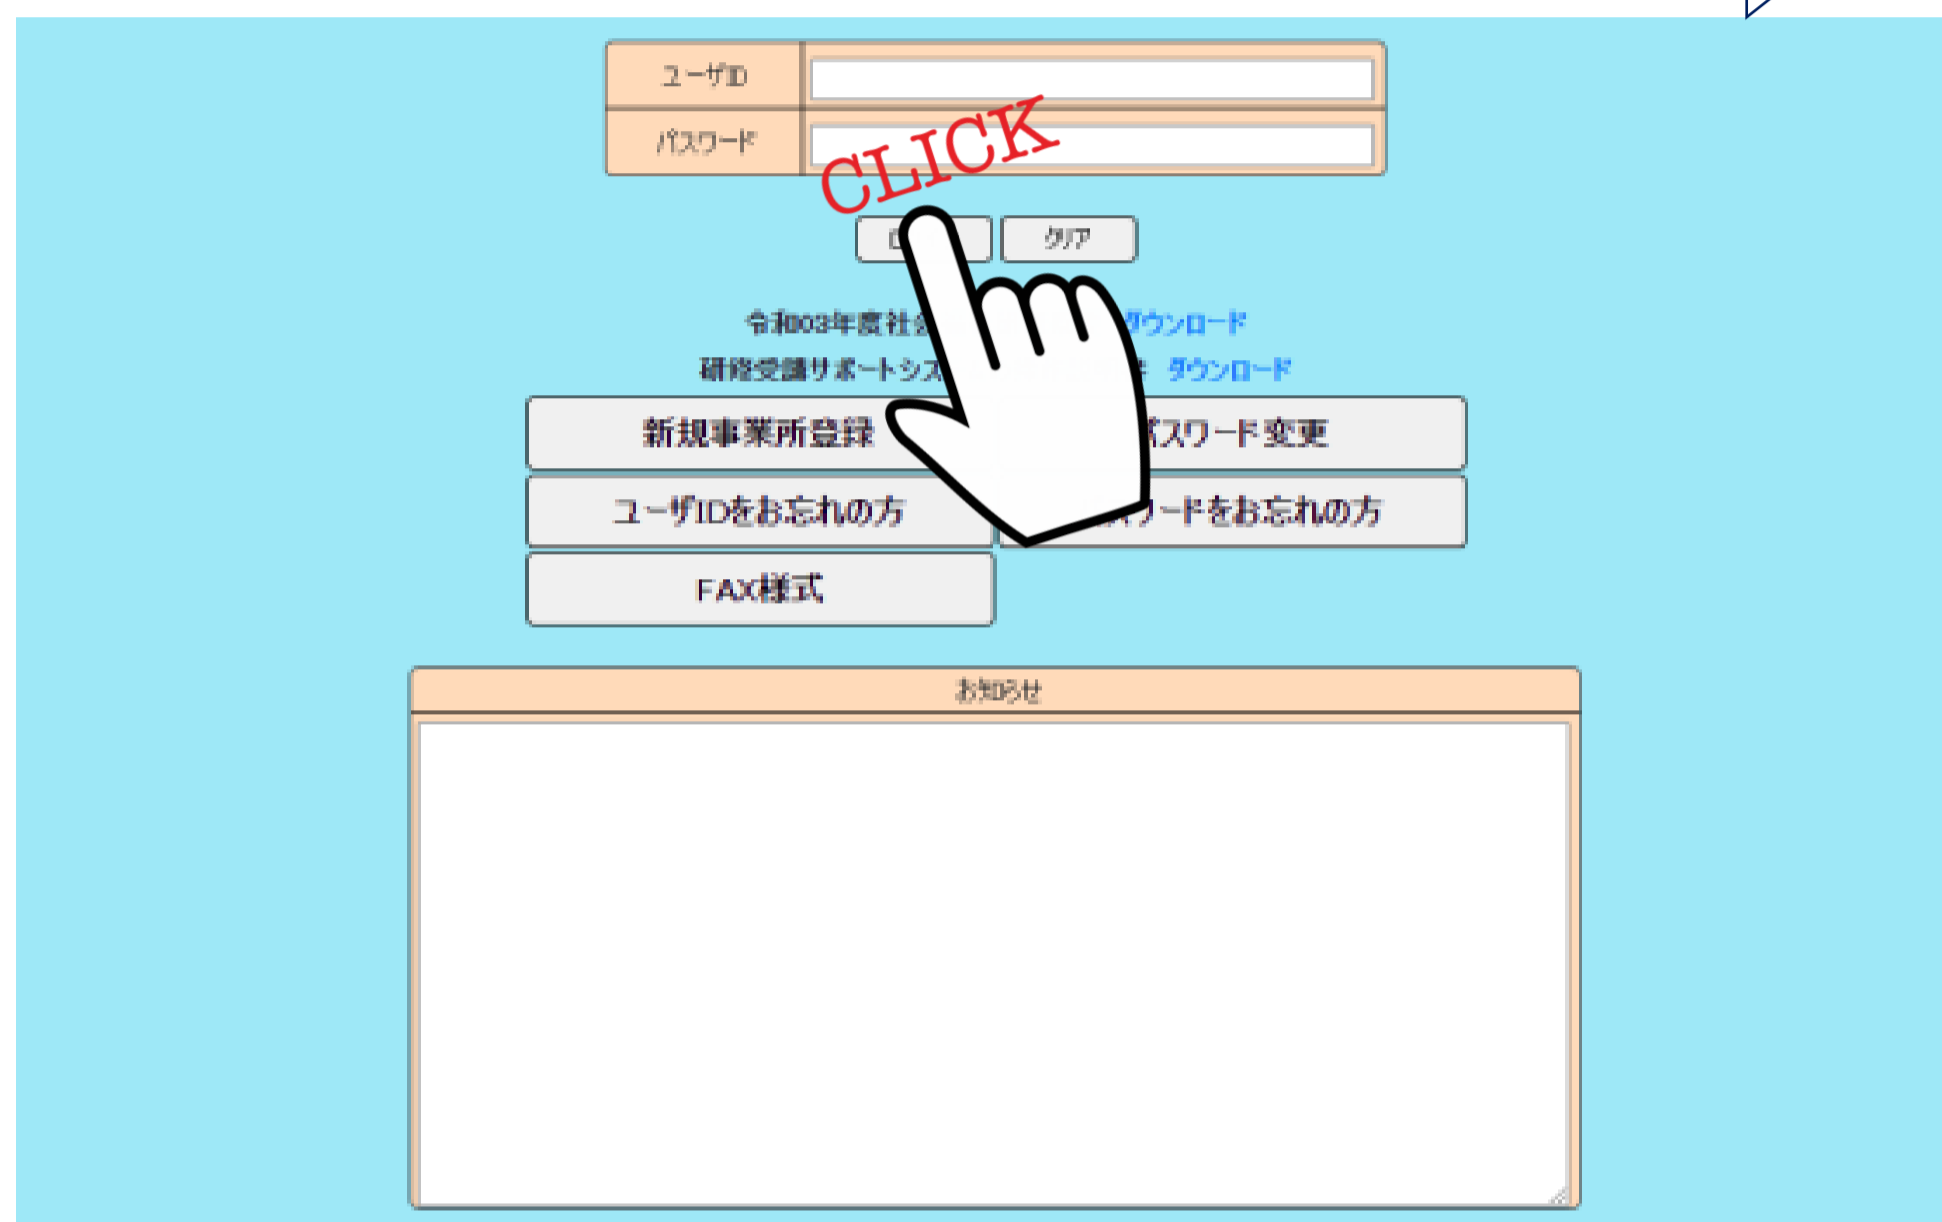 ユーザID
パスワード
CLICK
クリア
令和03年度社会 ダウンロード
研修受講サポートシス ダウンロード
新規事業所登録 パスワード変更
ユーザIDをお忘れの方 スワードをお忘れの方
FAX様式
お知らせ